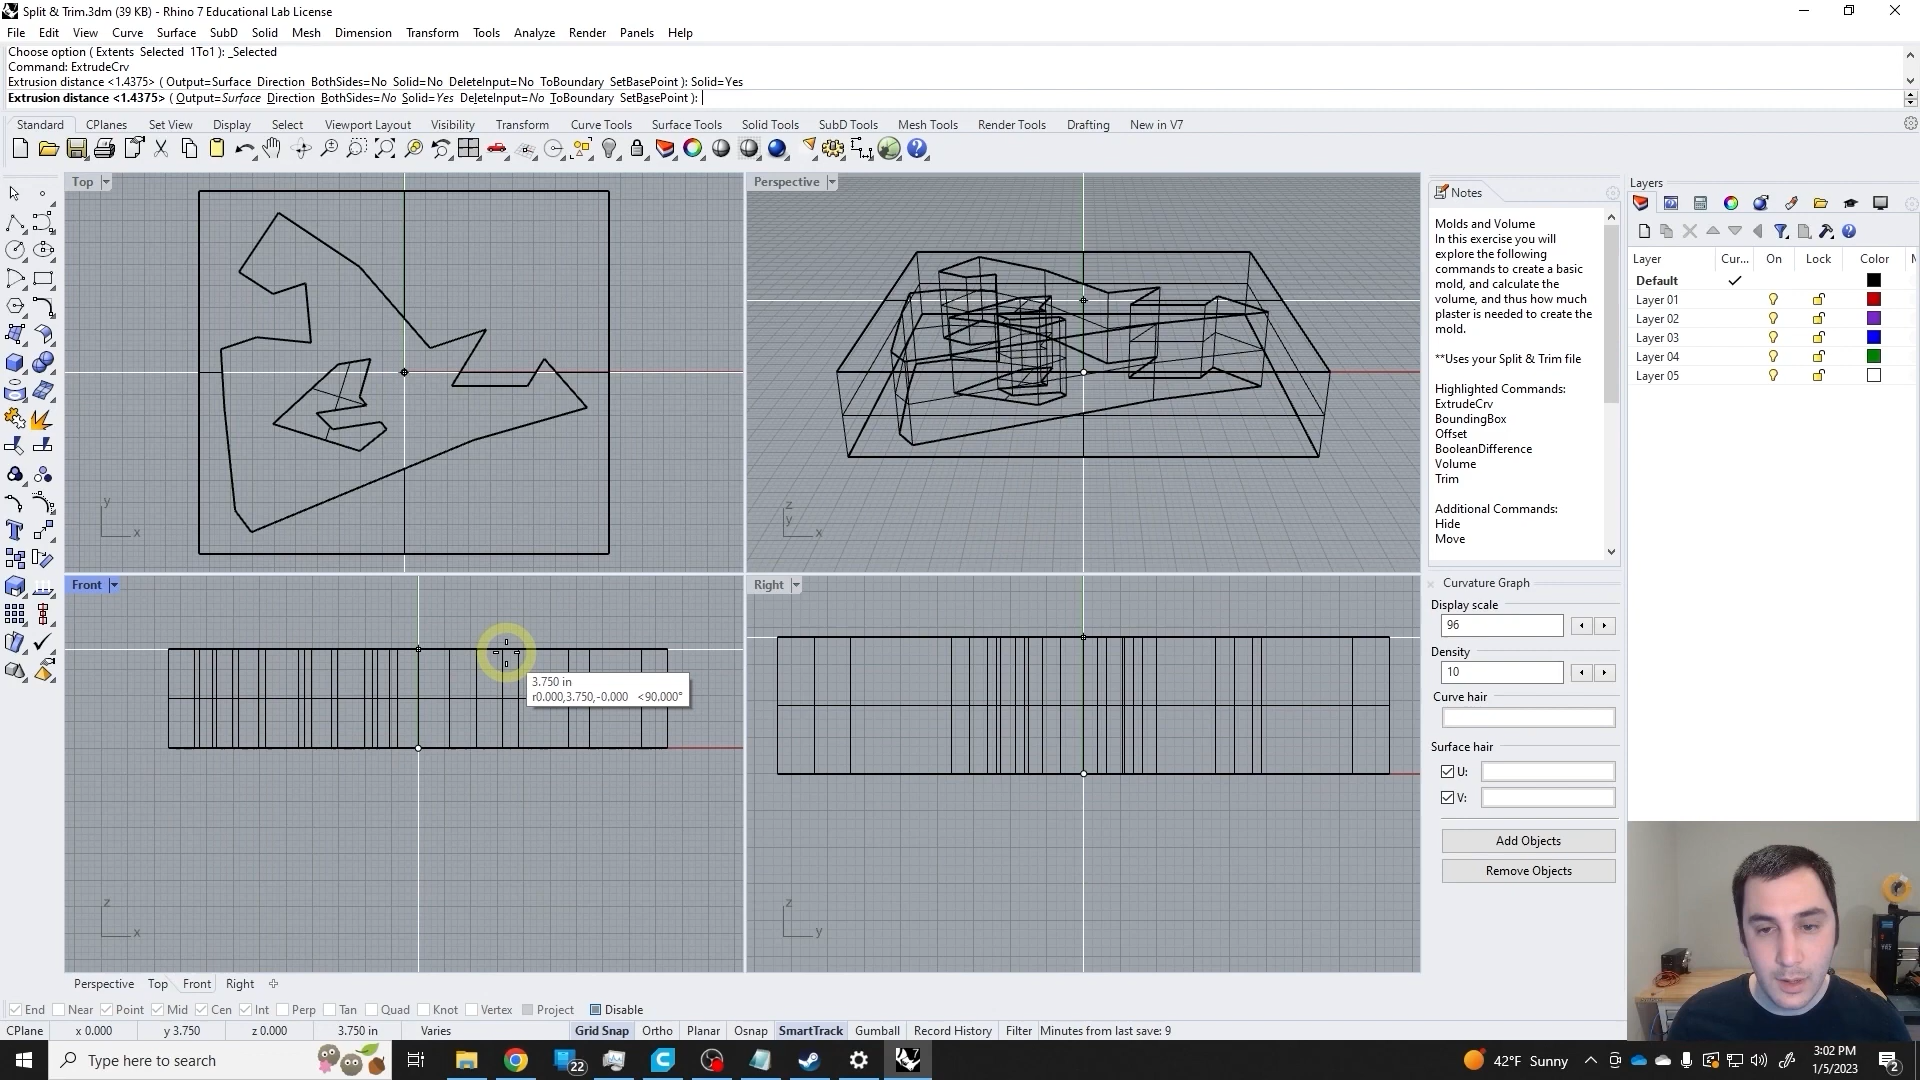 Split & Trim.3dm (39 KB) - Rhino 7 Educational Lab License
File Edit View Curve Surface SubD Solid Mesh Dimension Transform Tools Analyze Render Panels Help
Choose option ( Extents Selected 1To1 ): _Selected
Command: ExtrudeCrv
Extrusion distance <1.4375> ( Output=Surface Direction BothSides=No Solid=No DeleteInput=No ToBoundary SetBasePoint ): Solid=Yes
Extrusion distance <1.4375> ( Output=Surface Direction BothSides=No Solid=Yes DeleteInput=No ToBoundary SetBasePoint ):
Standard CPlanes Set View Display Select Viewport Layout Visibility Transform Curve Tools Surface Tools Solid Tools SubD Tools Mesh Tools Render Tools Drafting New in V7
Top
y
x
Perspective
z
y
x
Front
3.750 in
r0.000,3.750,-0.000 <90.000°
z
x
Right
z
y
Notes
Molds and Volume
In this exercise you will
explore the following
commands to create a basic
mold, and calculate the
volume, and thus how much
plaster is needed to create the
mold.
**Uses your Split & Trim file
Highlighted Commands:
ExtrudeCrv
BoundingBox
Offset
BooleanDifference
Volume
Trim
Additional Commands:
Hide
Move
Curvature Graph
Display scale
96
Density
10
Curve hair
Surface hair
U:
V:
Add Objects
Remove Objects
Layers
Layer Cur... On Lock Color
Default
Layer 01
Layer 02
Layer 03
Layer 04
Layer 05
Perspective Top Front Right
End Near Point Mid Cen Int Perp Tan Quad Knot Vertex Project Disable
CPlane x 0.000 y 3.750 z 0.000 3.750 in Varies Grid Snap Ortho Planar Osnap SmartTrack Gumball Record History Filter Minutes from last save: 9
Type here to search
22
42°F Sunny
3:02 PM
1/5/2023
2